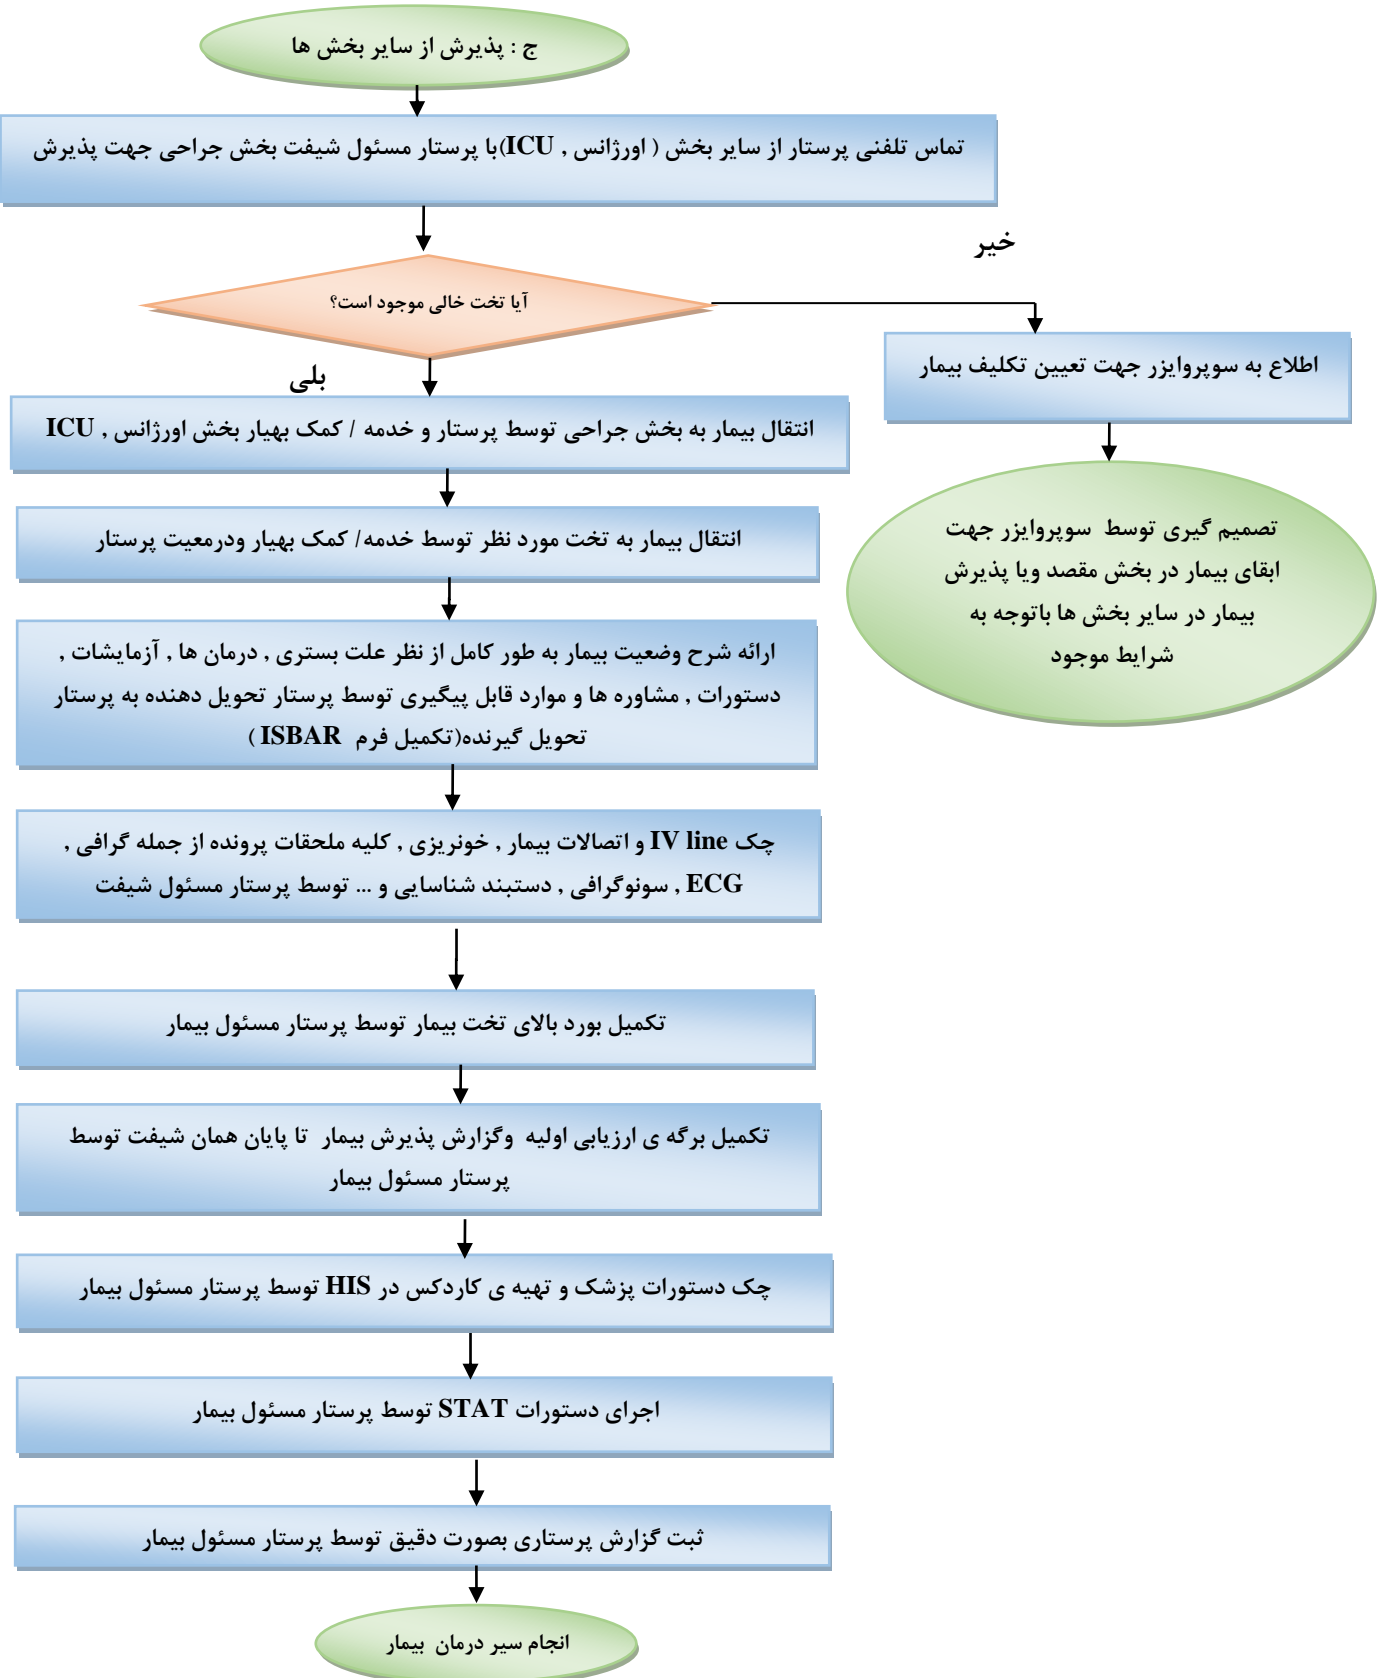 ج : پذیرش از سایر بخش ها
تماس تلفنی پرستار از سایر بخش ( اورژانس , ICU)با پرستار مسئول شیفت بخش جراحی جهت پذیرش
خیر
آیا تخت خالی موجود است؟
اطلاع به سوپروایزر جهت تعیین تکلیف بیمار
بلی
انتقال بیمار به بخش جراحی توسط پرستار و خدمه / کمک بهیار بخش اورژانس , ICU
تصمیم گیری توسط سوپروایزر جهت
ابقای بیمار در بخش مقصد ویا پذیرش
بیمار در سایر بخش ها باتوجه به
شرایط موجود
انتقال بیمار به تخت مورد نظر توسط خدمه/ کمک بهیار ودرمعیت پرستار
ارائه شرح وضعیت بیمار به طور کامل از نظر علت بستری , درمان ها , آزمایشات ,
دستورات , مشاوره ها و موارد قابل پیگیری توسط پرستار تحویل دهنده به پرستار
تحویل گیرنده(تکمیل فرم ISBAR )
چک IV line و اتصالات بیمار , خونریزی , کلیه ملحقات پرونده از جمله گرافی ,
ECG , سونوگرافی , دستبند شناسایی و ... توسط پرستار مسئول شیفت
تکمیل بورد بالای تخت بیمار توسط پرستار مسئول بیمار
تکمیل برگه ی ارزیابی اولیه وگزارش پذیرش بیمار تا پایان همان شیفت توسط
پرستار مسئول بیمار
چک دستورات پزشک و تهیه ی کاردکس در HIS توسط پرستار مسئول بیمار
اجرای دستورات STAT توسط پرستار مسئول بیمار
ثبت گزارش پرستاری بصورت دقیق توسط پرستار مسئول بیمار
انجام سیر درمان بیمار